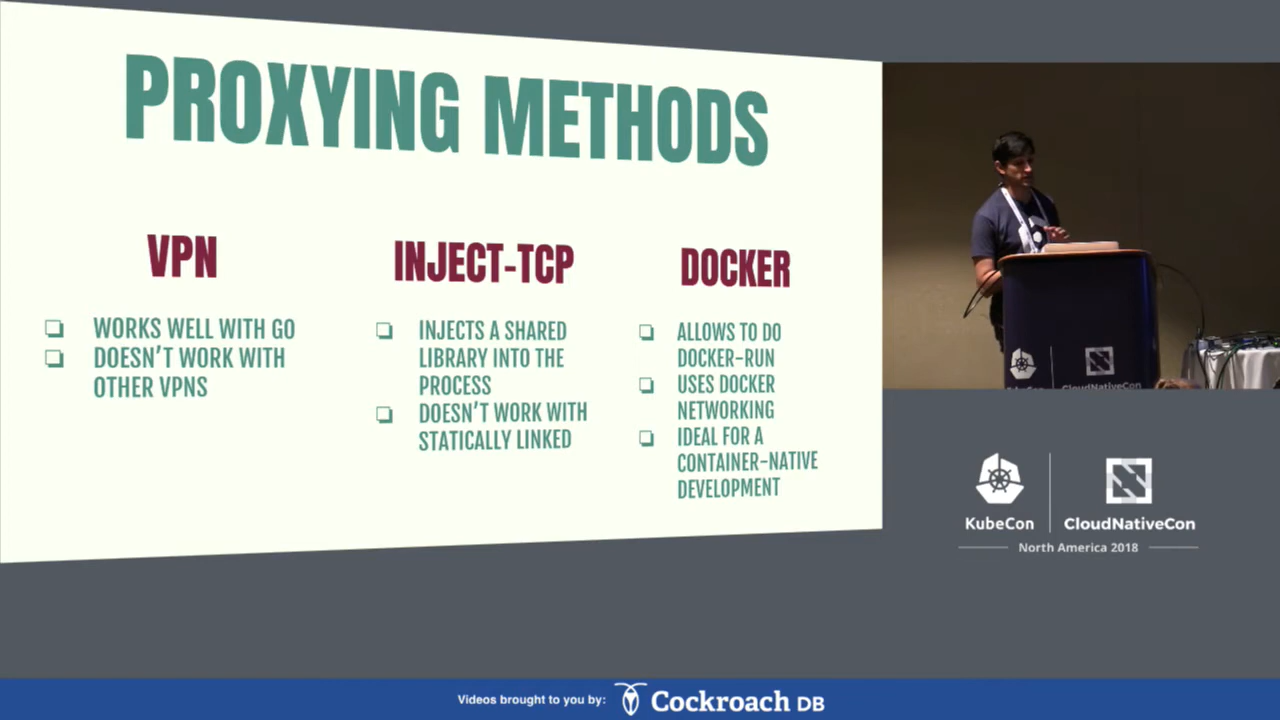 PROXYING METHODS
VPN
WORKS WELL WITH GO
DOESN'T WORK WITH
OTHER VPNS
INJECT-TCP
INJECTS A SHARED
LIBRARY INTO THE
PROCESS
DOESN'T WORK WITH
STATICALLY LINKED
DOCKER
ALLOWS TO DO
DOCKER-RUN
USES DOCKER
NETWORKING
IDEAL FOR A
CONTAINER-NATIVE
DEVELOPMENT
CloudNativeCon
KubeCon
CloudNativeCon
North America 2018
Videos brought to you by:
Cockroach DB